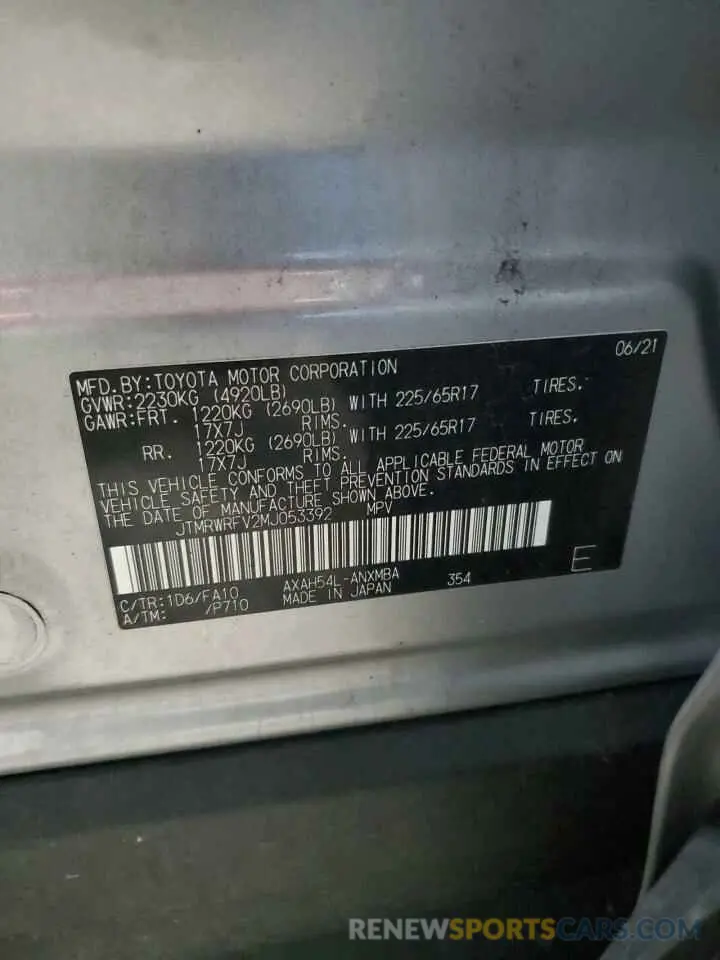 06/21
MFD.BY:TOYOTA MOTOR CORPORATION
GVWR:2230KG (4920LB)
GAWR:FRT. 1220KG (2690LB) WITH 225/65R17 TIRES.
17X7J RIMS.
RR. 1220KG (2690LB) WITH 225/65R17 TIRES.
17X7J RIMS.
THIS VEHICLE CONFORMS TO ALL APPLICABLE FEDERAL MOTOR
VEHICLE SAFETY AND THEFT PREVENTION STANDARDS IN EFFECT ON
THE DATE OF MANUFACTURE SHOWN ABOVE.
JTMRWRFV2MJ053392 MPV
E
C/TR:1D6/FA10 AXAH54L-ANXMBA 354
A/TM: /P710 MADE IN JAPAN
RENEWSPORTSCARS.COM